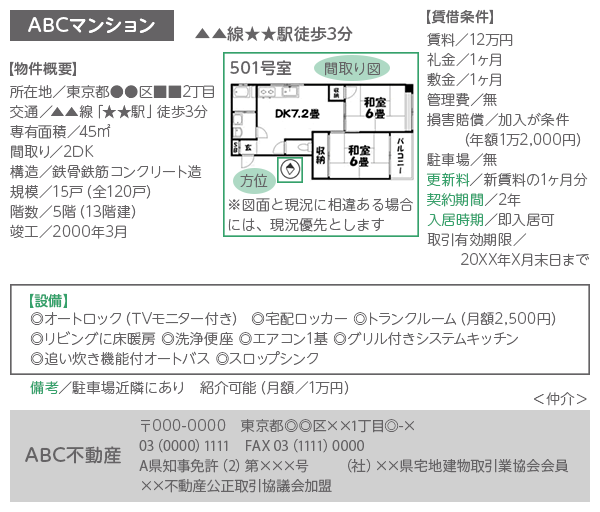 ABCマンション
▲▲線★★駅徒歩3分
【物件概要】
所在地／東京都●●区■■2丁目
交通／▲▲線「★★駅」徒歩3分
専有面積／45㎡
間取り／2DK
構造／鉄骨鉄筋コンクリート造
規模／15戸(全120戸)
階数／5階(13階建)
竣工／2000年3月
501号室
間取り図
DK7.2畳
収納
和室
6畳
玄
収納
和室
6畳
バルコニー
方位
※図面と現況に相違ある場合
には、現況優先とします
【賃借条件】
賃料／12万円
礼金／1ヶ月
敷金／1ヶ月
管理費／無
損害賠償／加入が条件
(年額1万2,000円)
駐車場／無
更新料／新賃料の1ヶ月分
契約期間／2年
入居時期／即入居可
取引有効期限／
20XX年X月末日まで
【設備】
◎オートロック(TVモニター付き) ◎宅配ロッカー ◎トランクルーム(月額2,500円)
◎リビングに床暖房 ◎洗浄便座 ◎エアコン1基 ◎グリル付きシステムキッチン
◎追い炊き機能付オートバス ◎スロップシンク
備考／駐車場近隣にあり 紹介可能(月額／1万円)
＜仲介＞
ABC不動産
〒000-0000 東京都◎◎区××1丁目◎-×
03(0000)1111 FAX 03(1111)0000
A県知事免許(2)第×××号 (社)××県宅地建物取引業協会会員
××不動産公正取引協議会加盟